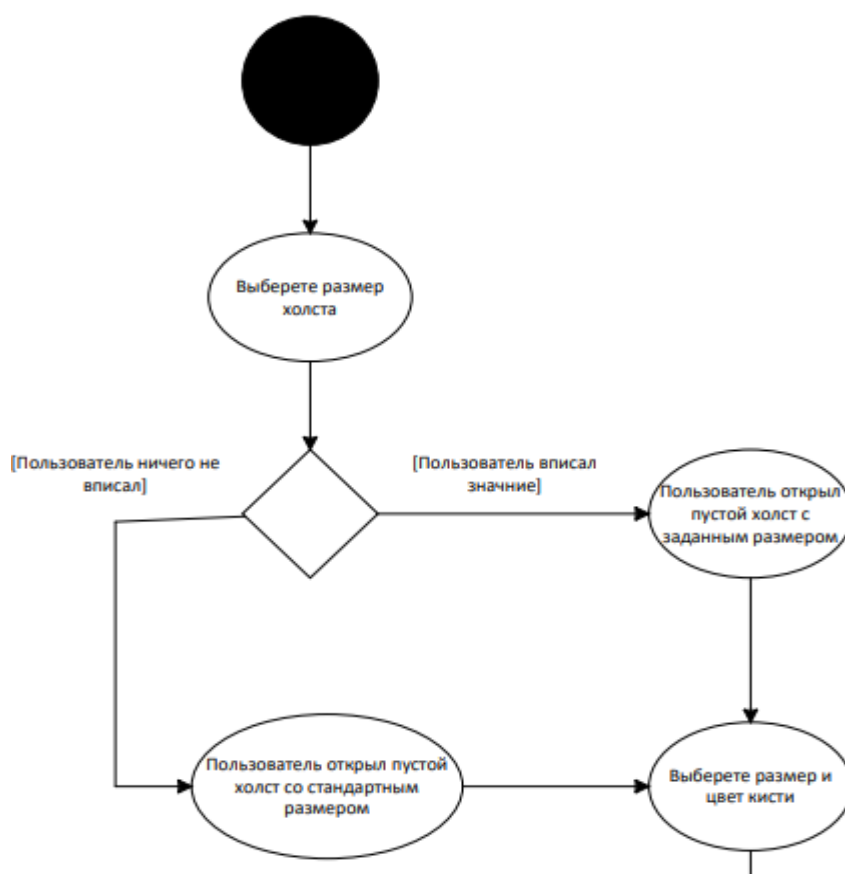 Выберете размер
холста
[Пользователь ничего не
вписал]
[Пользователь вписал
значние]
Пользователь открыл
пустой холст с
заданным размером
Пользователь открыл пустой
холст со стандартным
размером
Выберете размер и
цвет кисти